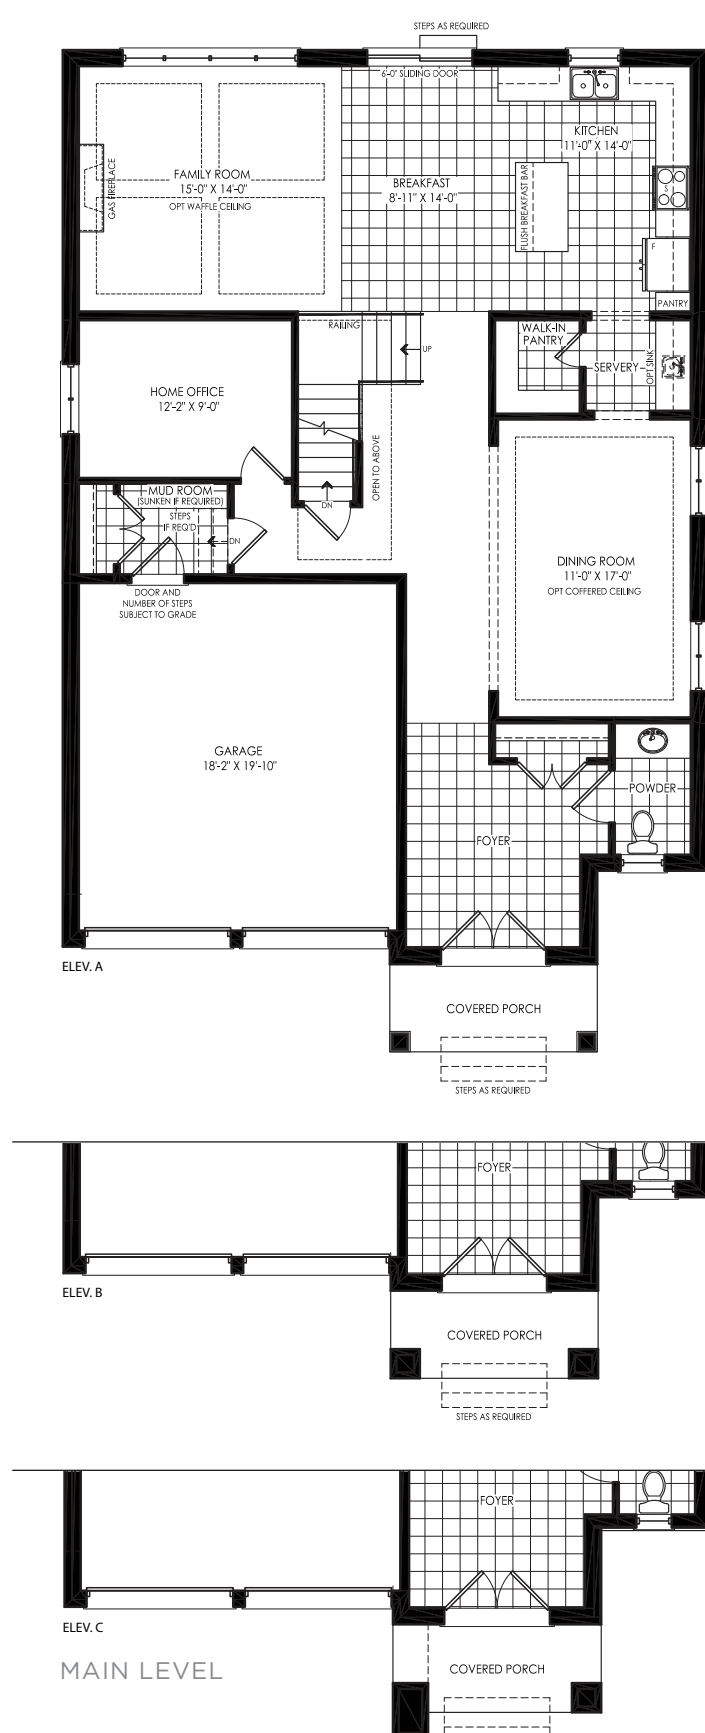 STEPS AS REQUIRED
6'-0" SLIDING DOOR
KITCHEN
11'-0" X 14'-0"
FAMILY ROOM
15'-0" X 14'-0"
OPT WAFFLE CEILING
GAS FIREPLACE
BREAKFAST
8'-11" X 14'-0"
FLUSH BREAKFAST BAR
S
F
PANTRY
RAILING
UP
WALK-IN
PANTRY
SERVERY
OPT SINK
HOME OFFICE
12'-2" X 9'-0"
OPEN TO ABOVE
MUD ROOM
(SUNKEN IF REQUIRED)
STEPS
IF REQ'D
DN
DN
DOOR AND
NUMBER OF STEPS
SUBJECT TO GRADE
DINING ROOM
11'-0" X 17'-0"
OPT COFFERED CEILING
GARAGE
18'-2" X 19'-10"
POWDER
FOYER
ELEV. A
COVERED PORCH
STEPS AS REQUIRED
FOYER
ELEV. B
COVERED PORCH
STEPS AS REQUIRED
FOYER
ELEV. C
MAIN LEVEL
COVERED PORCH